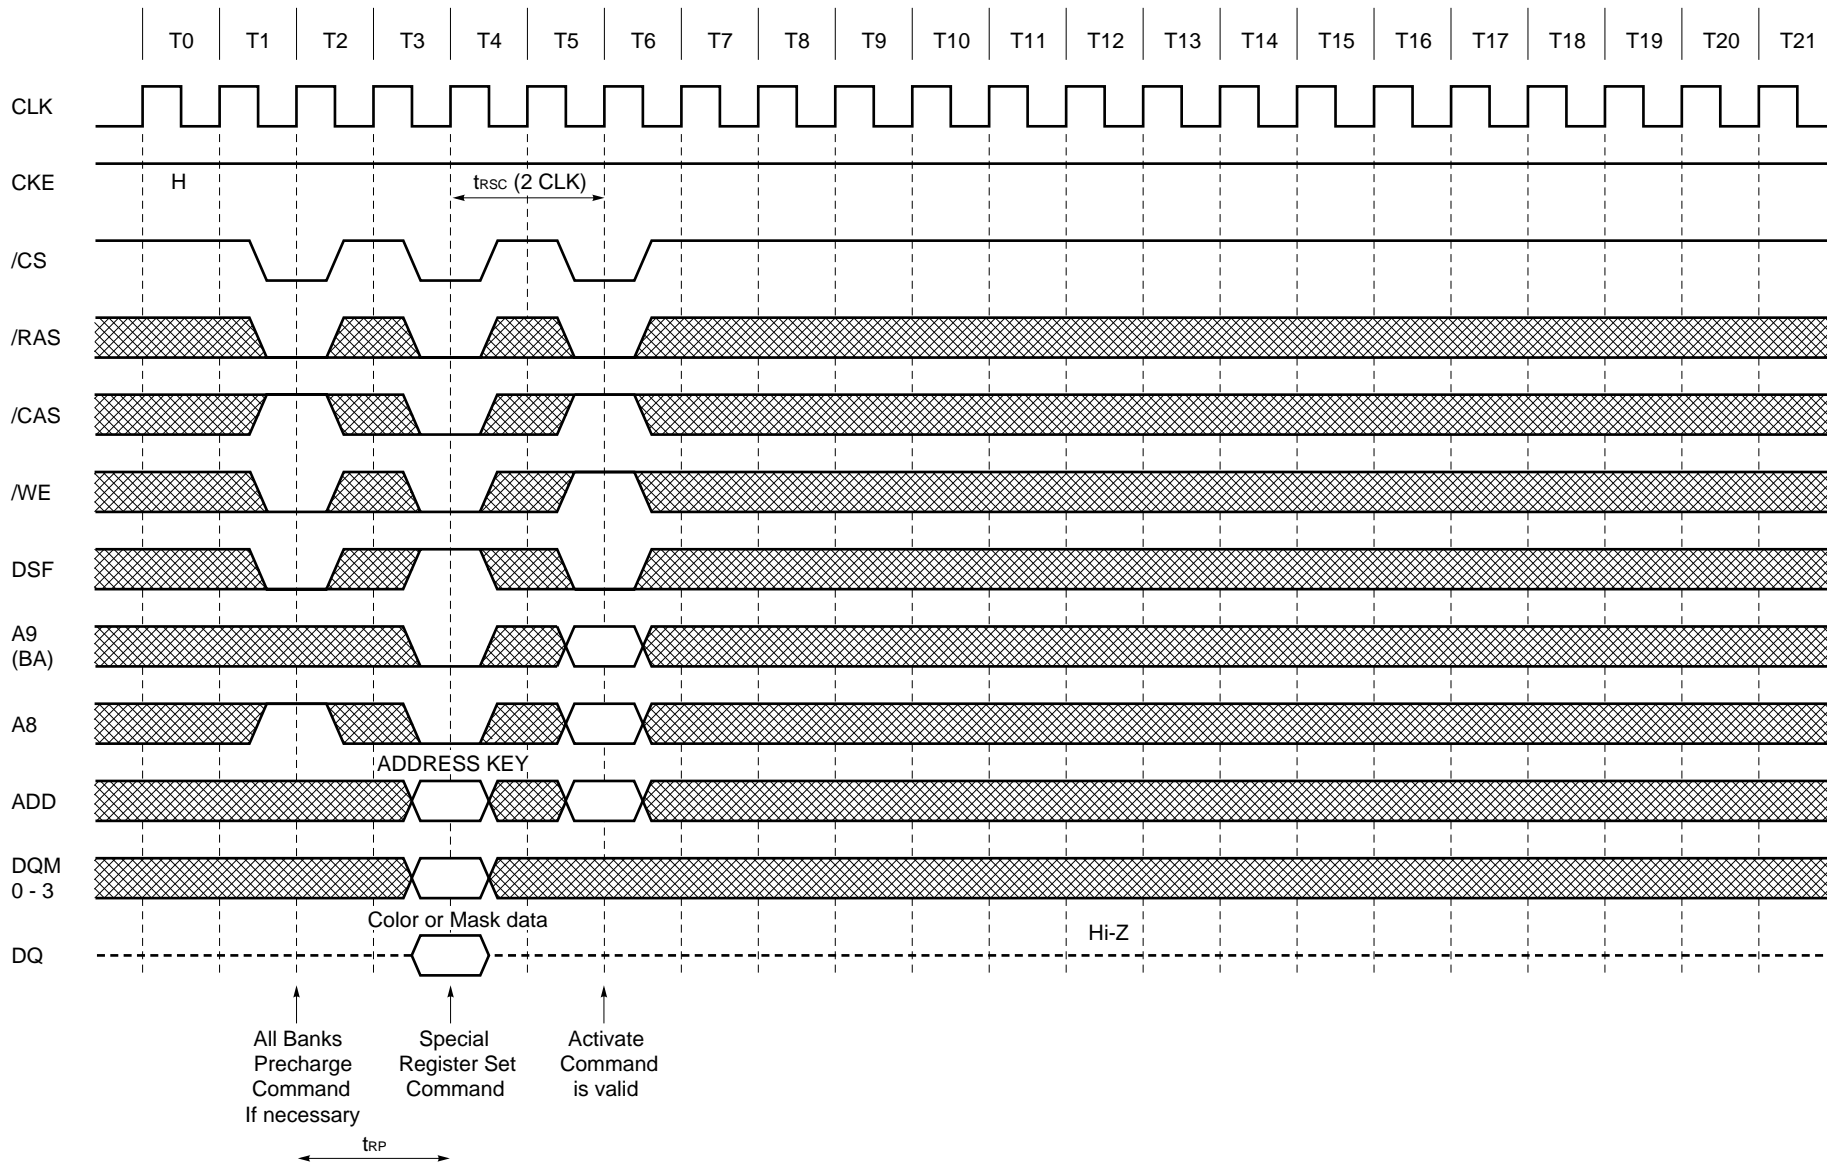 T0 T1 T2 T3 T4 T5 T6 T7 T8 T9 T10 T11 T12 T13 T14 T15 T16 T17 T18 T19 T20 T21
CLK
CKE H tRSC (2 CLK)
/CS
/RAS
/CAS
/WE
DSF
A9
(BA)
A8
ADDRESS KEY
ADD
DQM
0 - 3
Color or Mask data
Hi-Z
DQ
All Banks
Precharge
Command
If necessary
Special
Register Set
Command
Activate
Command
is valid
tRP